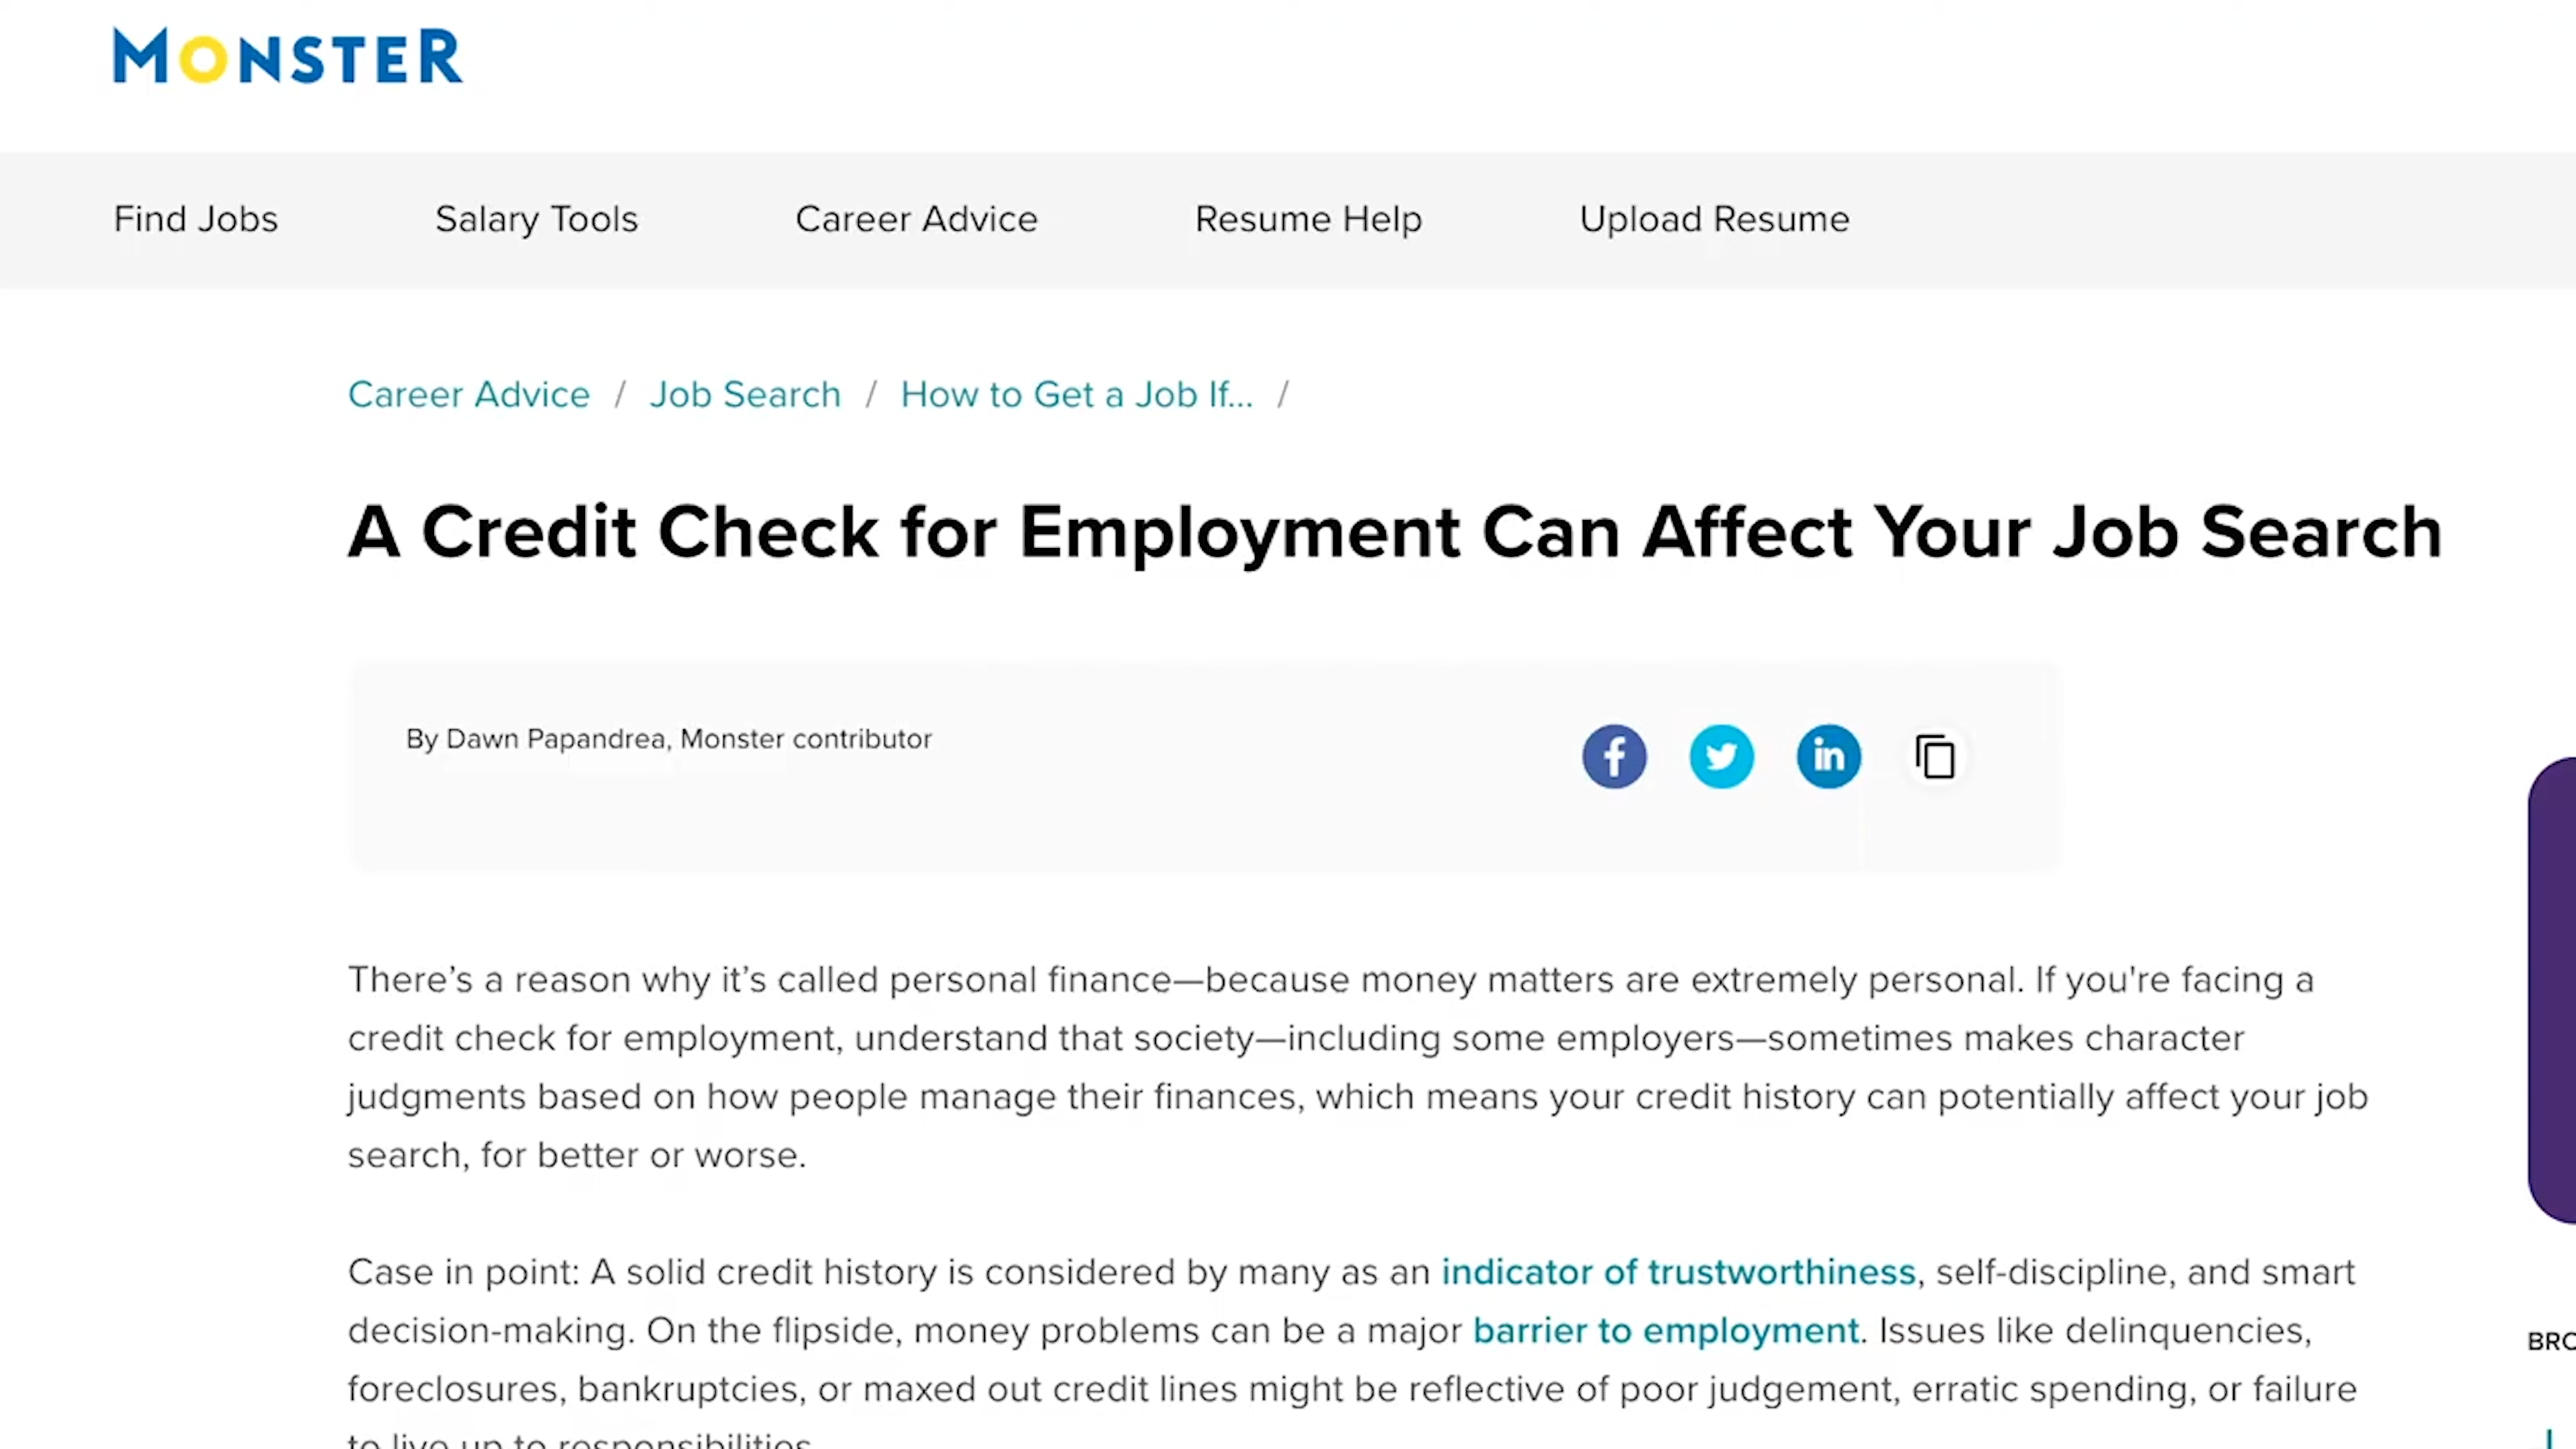 MONSTER
Find Jobs Salary Tools Career Advice Resume Help Upload Resume
Career Advice / Job Search / How to Get a Job If... /
A Credit Check for Employment Can Affect Your Job Search
By Dawn Papandrea, Monster contributor
There’s a reason why it’s called personal finance—because money matters are extremely personal. If you're facing a
credit check for employment, understand that society—including some employers—sometimes makes character
judgments based on how people manage their finances, which means your credit history can potentially affect your job
search, for better or worse.
Case in point: A solid credit history is considered by many as an indicator of trustworthiness, self-discipline, and smart
decision-making. On the flipside, money problems can be a major barrier to employment. Issues like delinquencies,
BRO
foreclosures, bankruptcies, or maxed out credit lines might be reflective of poor judgement, erratic spending, or failure
to live up to responsibilities.